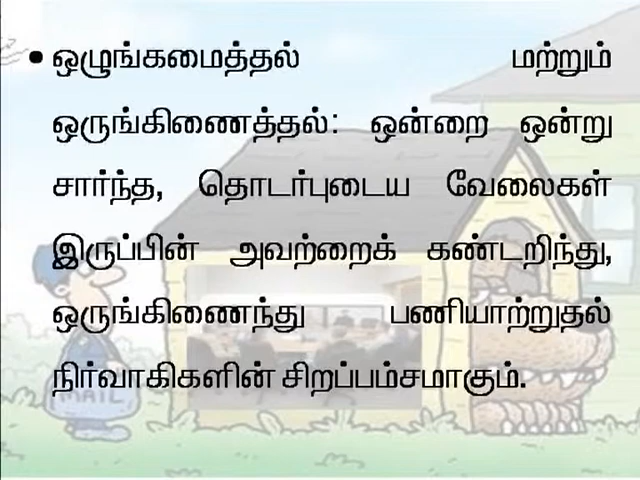 • ஒழுங்கமைத்தல் மற்றும்
ஒருங்கிணைத்தல்: ஒன்றை ஒன்று
சார்ந்த, தொடர்புடைய வேலைகள்
இருப்பின் அவற்றைக் கண்டறிந்து,
ஒருங்கிணைந்து பணியாற்றுதல்
நிர்வாகிகளின் சிறப்பம்சமாகும்.
MAIL